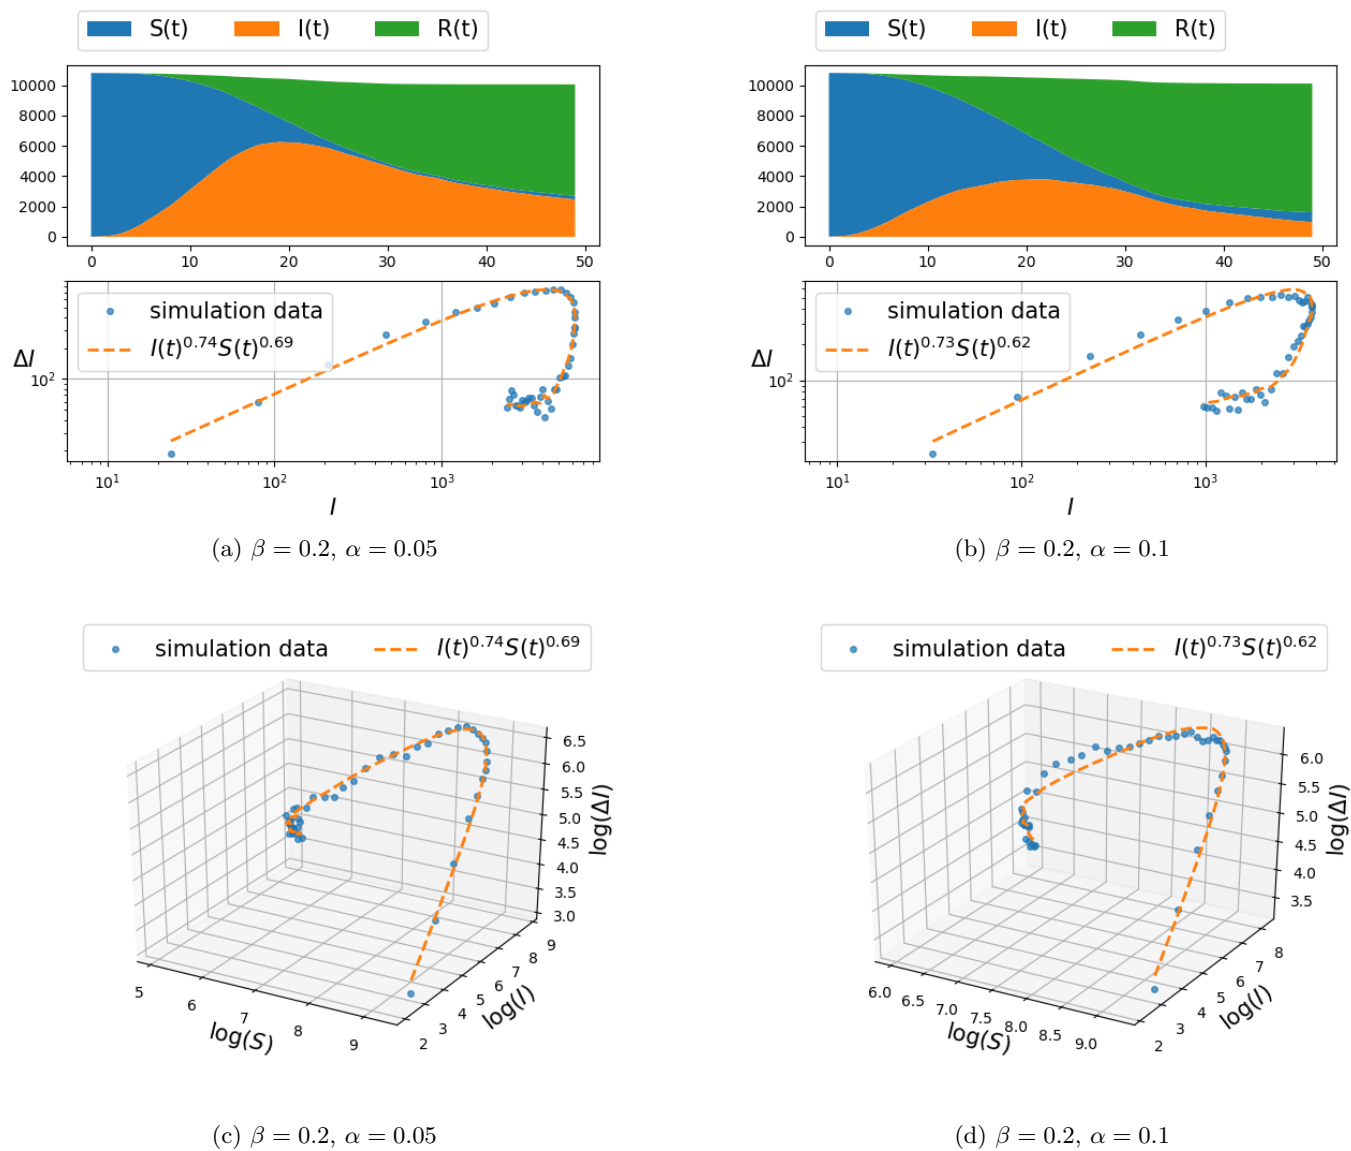 S(t) I(t) R(t)
10000
8000
6000
4000
2000
0
0 10 20 30 40 50
simulation data
I(t)^0.74 S(t)^0.69
ΔI
10^2
10^1 10^2 10^3
I
(a) β = 0.2, α = 0.05
S(t) I(t) R(t)
10000
8000
6000
4000
2000
0
0 10 20 30 40 50
simulation data
I(t)^0.73 S(t)^0.62
ΔI
10^2
10^1 10^2 10^3
I
(b) β = 0.2, α = 0.1
simulation data I(t)^0.74 S(t)^0.69
6.5
6.0
5.5
5.0
4.5
4.0
3.5
3.0
log(ΔI)
5 6 7 8 9
log(S)
2 3 4 5 6 7 8 9
log(I)
(c) β = 0.2, α = 0.05
simulation data I(t)^0.73 S(t)^0.62
6.0
5.5
5.0
4.5
4.0
3.5
log(ΔI)
6.0 6.5 7.0 7.5 8.0 8.5 9.0
log(S)
2 3 4 5 6 7 8
log(I)
(d) β = 0.2, α = 0.1